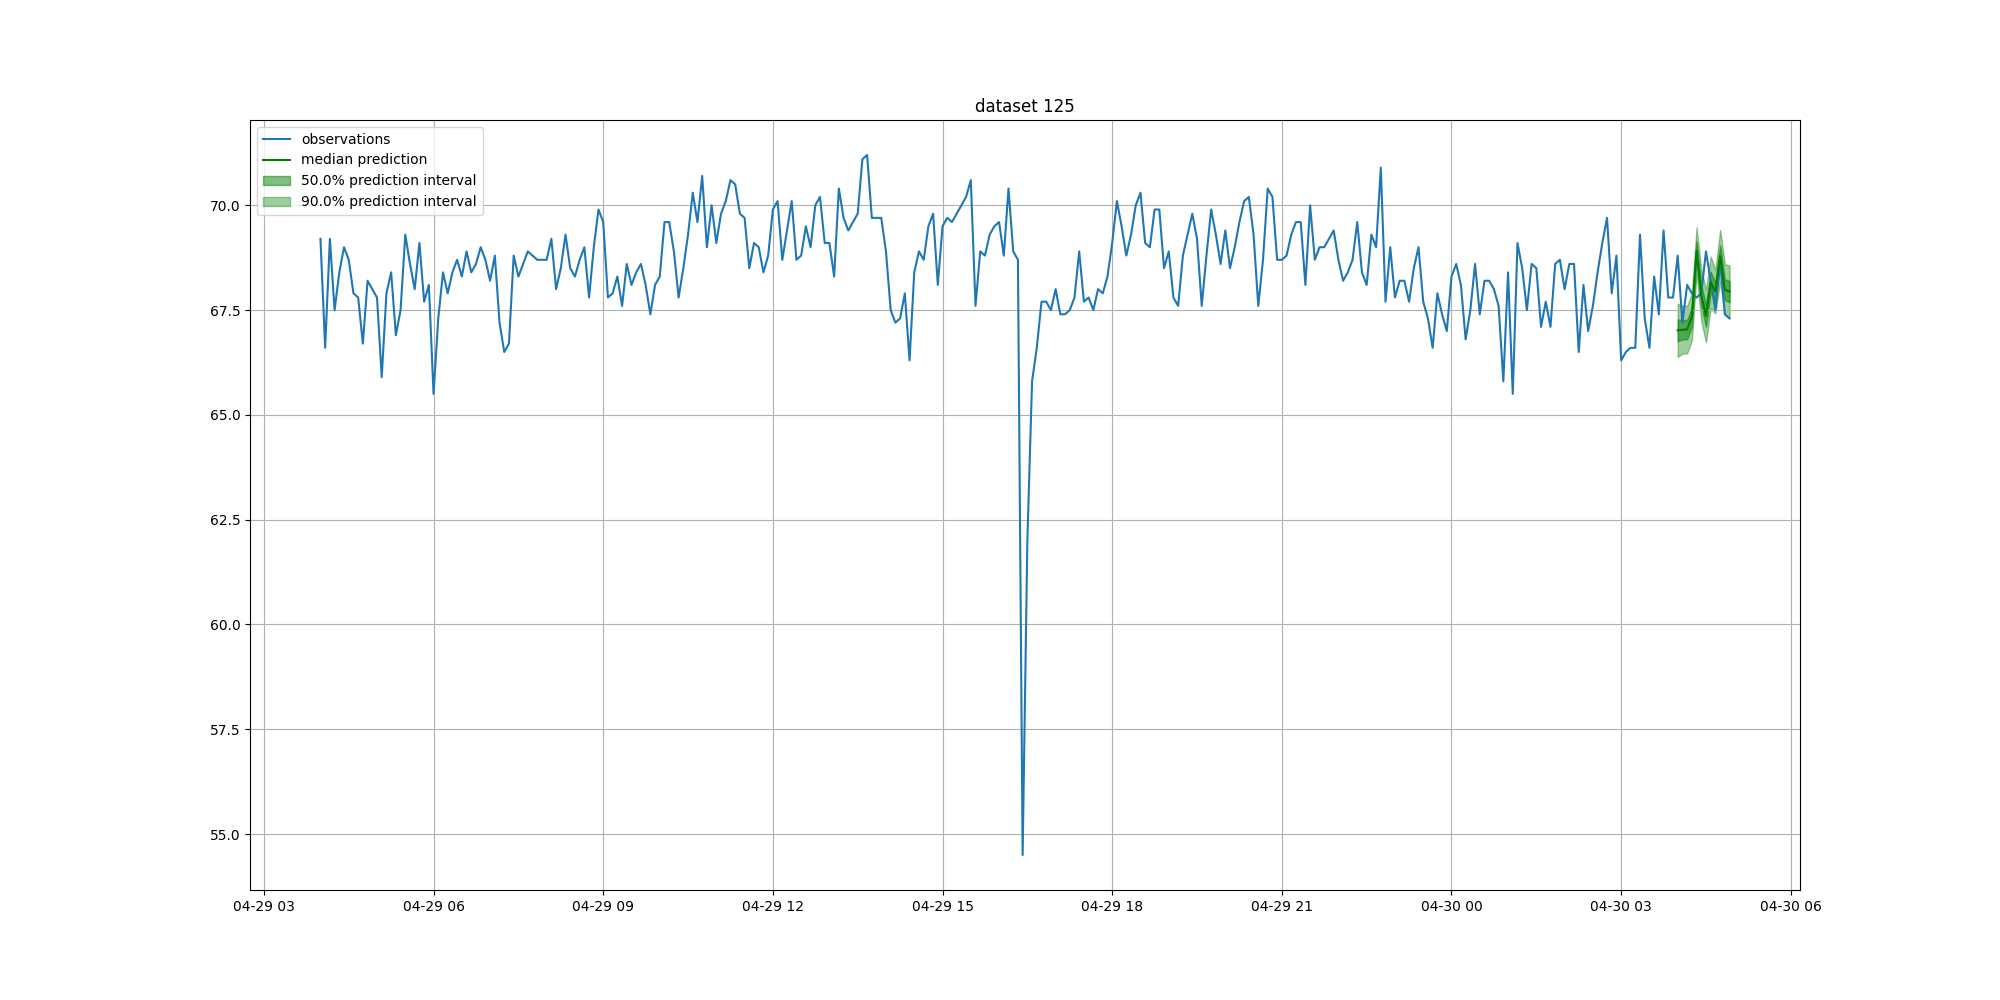 dataset 125
observations
median prediction
50.0% prediction interval
90.0% prediction interval
70.0
67.5
65.0
62.5
60.0
57.5
55.0
04-29 03 04-29 06 04-29 09 04-29 12 04-29 15 04-29 18 04-29 21 04-30 00 04-30 03 04-30 06